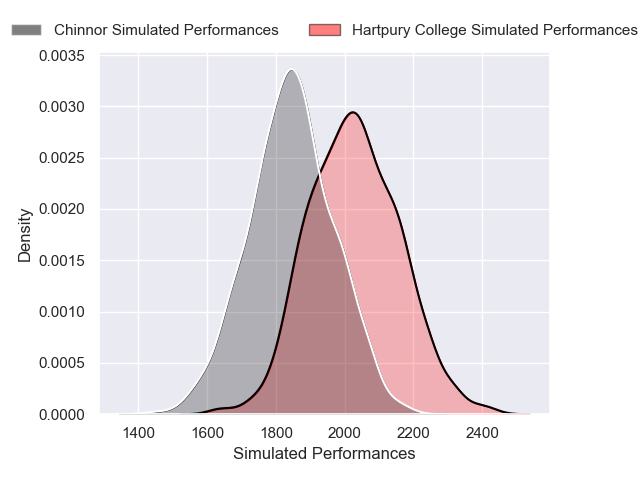 Chinnor Simulated Performances Hartpury College Simulated Performances
0.0035
0.0030
0.0025
0.0020
0.0015
0.0010
0.0005
0.0000
Density
1400 1600 1800 2000 2200 2400
Simulated Performances